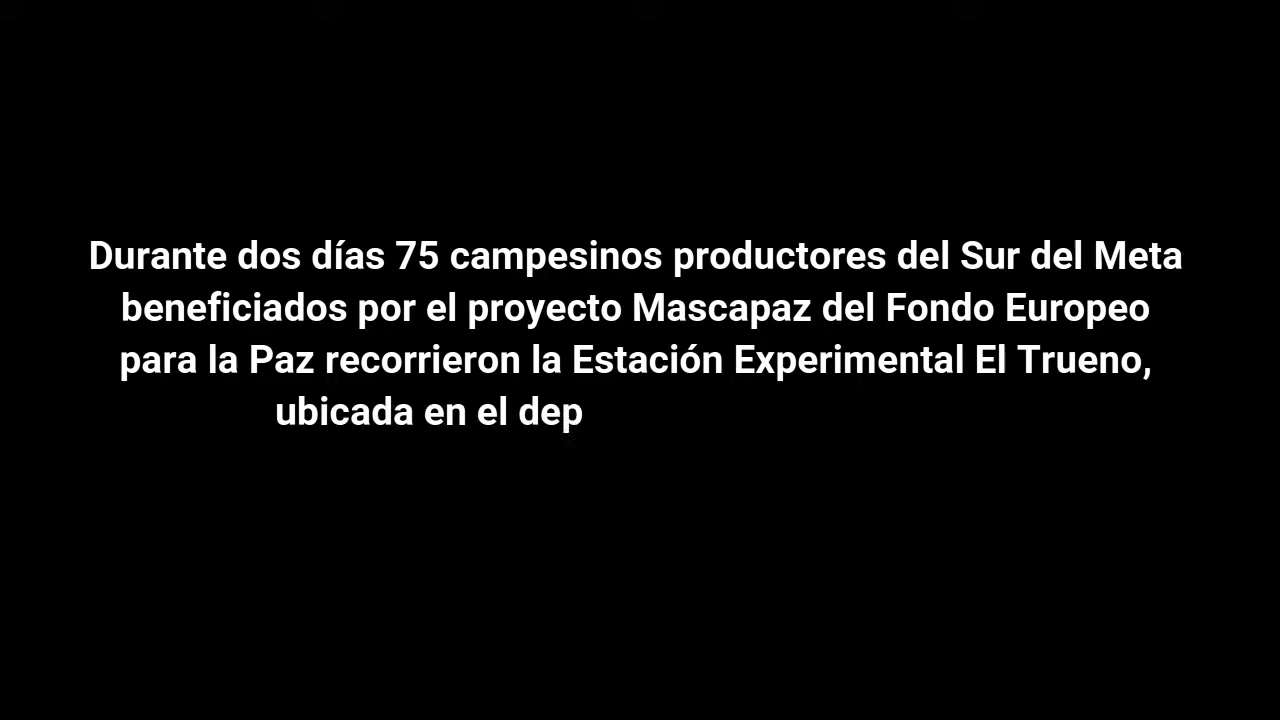 Durante dos días 75 campesinos productores del Sur del Meta
beneficiados por el proyecto Mascapaz del Fondo Europeo
para la Paz recorrieron la Estación Experimental El Trueno,
ubicada en el dep